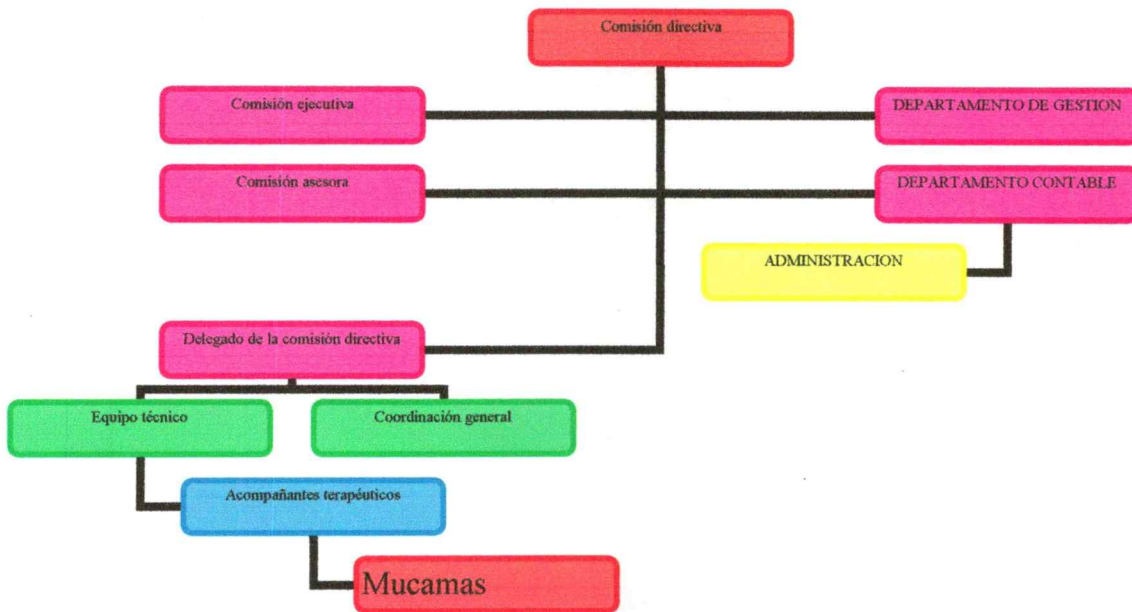 Comisión directiva
Comisión ejecutiva
DEPARTAMENTO DE GESTION
Comisión asesora
DEPARTAMENTO CONTABLE
ADMINISTRACION
Delegado de la comisión directiva
Equipo técnico
Coordinación general
Acompañantes terapéuticos
Mucamas